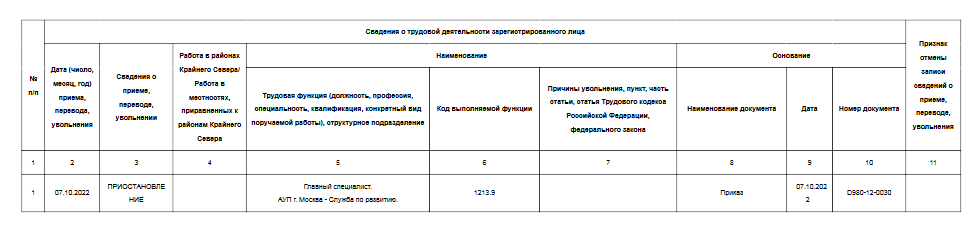 Сведения о трудовой деятельности зарегистрированного лица
№
п/п
Дата (число,
месяц, год)
приема,
перевода,
увольнения
Сведения о
приеме,
переводе,
увольнении
Работа в районах
Крайнего Севера/
Работа в
местностях,
приравненных к
районам Крайнего
Севера
Наименование
Трудовая функция (должность, профессия,
специальность, квалификация, конкретный вид
поручаемой работы), структурное подразделение
Код выполняемой функции
Причины увольнения, пункт, часть
статьи, статья Трудового кодекса
Российской Федерации,
федерального закона
Основание
Наименование документа
Дата
Номер документа
Признак
отмены
записи
сведений о
приеме,
переводе,
увольнении
1 2 3 4 5 6 7 8 9 10 11
1
07.10.2022
ПРИОСТАНОВЛЕ
НИЕ
Главный специалист.
АУП г. Москва - Служба по развитию.
1213.9
Приказ
07.10.202
2
D980-12-0030